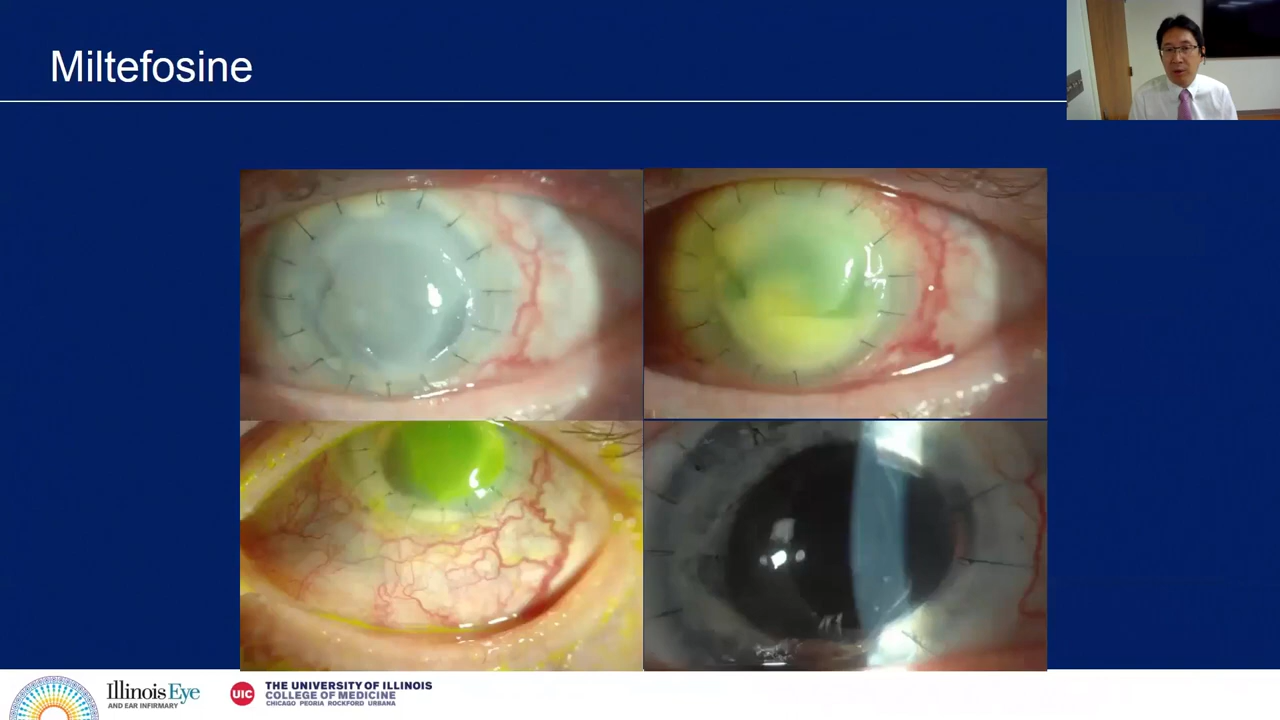 Miltefosine
Illinois Eye
AND EAR INFIRMARY
UIC
THE UNIVERSITY OF ILLINOIS
COLLEGE OF MEDICINE
CHICAGO PEORIA ROCKFORD URBANA